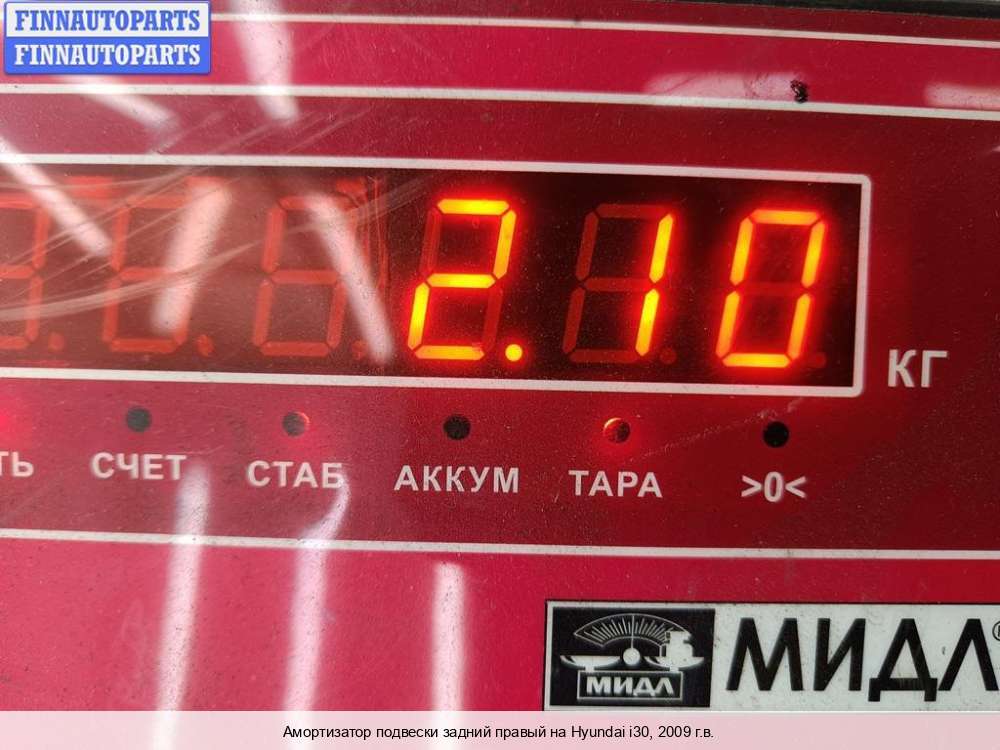 FINNAUTOPARTS
FINNAUTOPARTS
2.10
КГ
ТЬ СЧЕТ СТАБ АККУМ ТАРА >0<
МИДЛ МИДЛ®
Амортизатор подвески задний правый на Hyundai i30, 2009 г.в.